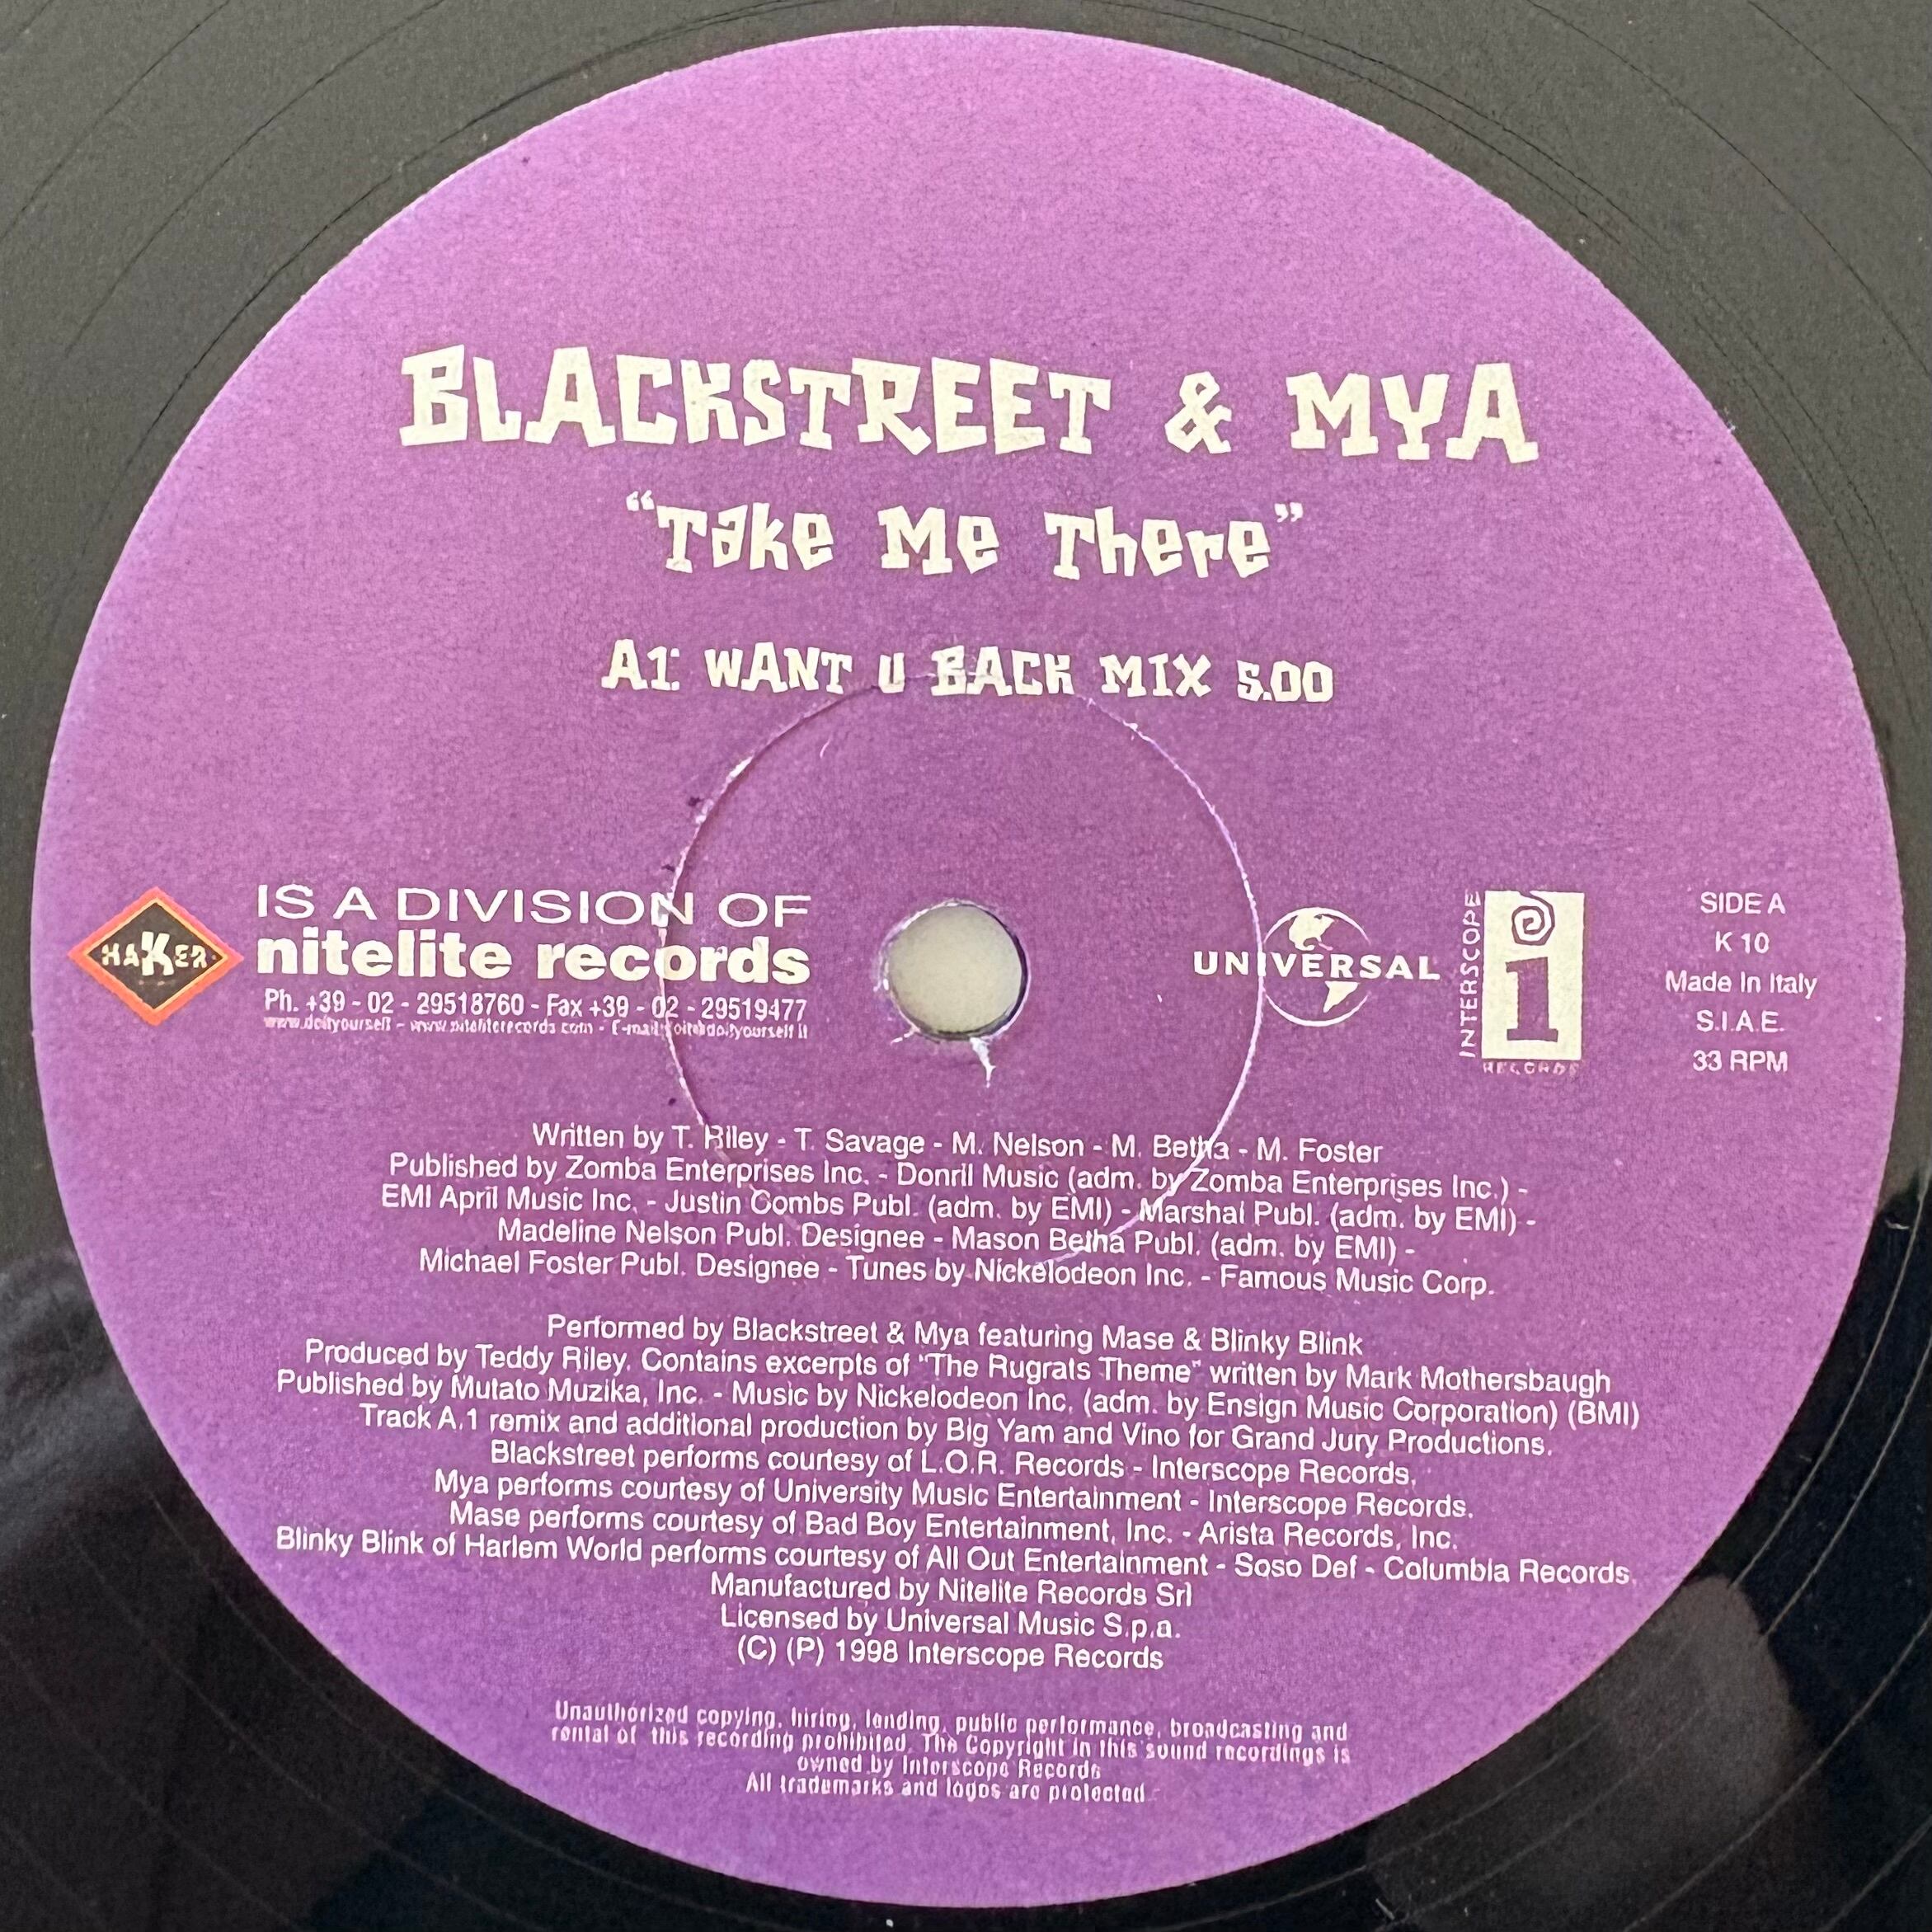 BLACKSTREET & MYA
"Take Me There"
A1: WANT U BACK MIX 5.00
HAKER
IS A DIVISION OF
nitelite records
Ph. +39 - 02 - 29518760 - Fax +39 - 02 - 29519477
www.doityourself - www.niteliterecords.com - E-mail:
UNIVERSAL
INTERSCOPE
i
RECORDS
SIDE A
K 10
Made In Italy
S.I.A.E.
33 RPM
Written by T. Riley - T. Savage - M. Nelson - M. Betha - M. Foster
Published by Zomba Enterprises Inc. - Donril Music (adm. by Zomba Enterprises Inc.) -
EMI April Music Inc. - Justin Combs Publ. (adm. by EMI) - Marshal Publ. (adm. by EMI) -
Madeline Nelson Publ. Designee - Mason Betha Publ. (adm. by EMI) -
Michael Foster Publ. Designee - Tunes by Nickelodeon Inc. - Famous Music Corp.
Performed by Blackstreet & Mya featuring Mase & Blinky Blink
Produced by Teddy Riley. Contains excerpts of "The Rugrats Theme" written by Mark Mothersbaugh
Published by Mutato Muzika, Inc. - Music by Nickelodeon Inc. (adm. by Ensign Music Corporation) (BMI)
Track A.1 remix and additional production by Big Yam and Vino for Grand Jury Productions.
Blackstreet performs courtesy of L.O.R. Records - Interscope Records.
Mya performs courtesy of University Music Entertainment - Interscope Records.
Mase performs courtesy of Bad Boy Entertainment, Inc. - Arista Records, Inc.
Blinky Blink of Harlem World performs courtesy of All Out Entertainment - Soso Def - Columbia Records.
Manufactured by Nitelite Records Srl
Licensed by Universal Music S.p.a.
(C) (P) 1998 Interscope Records
Unauthorized copying, hiring, lending, public performance, broadcasting and
rental of this recording prohibited. The Copyright in this sound recordings is
owned by Interscope Records
All trademarks and logos are protected